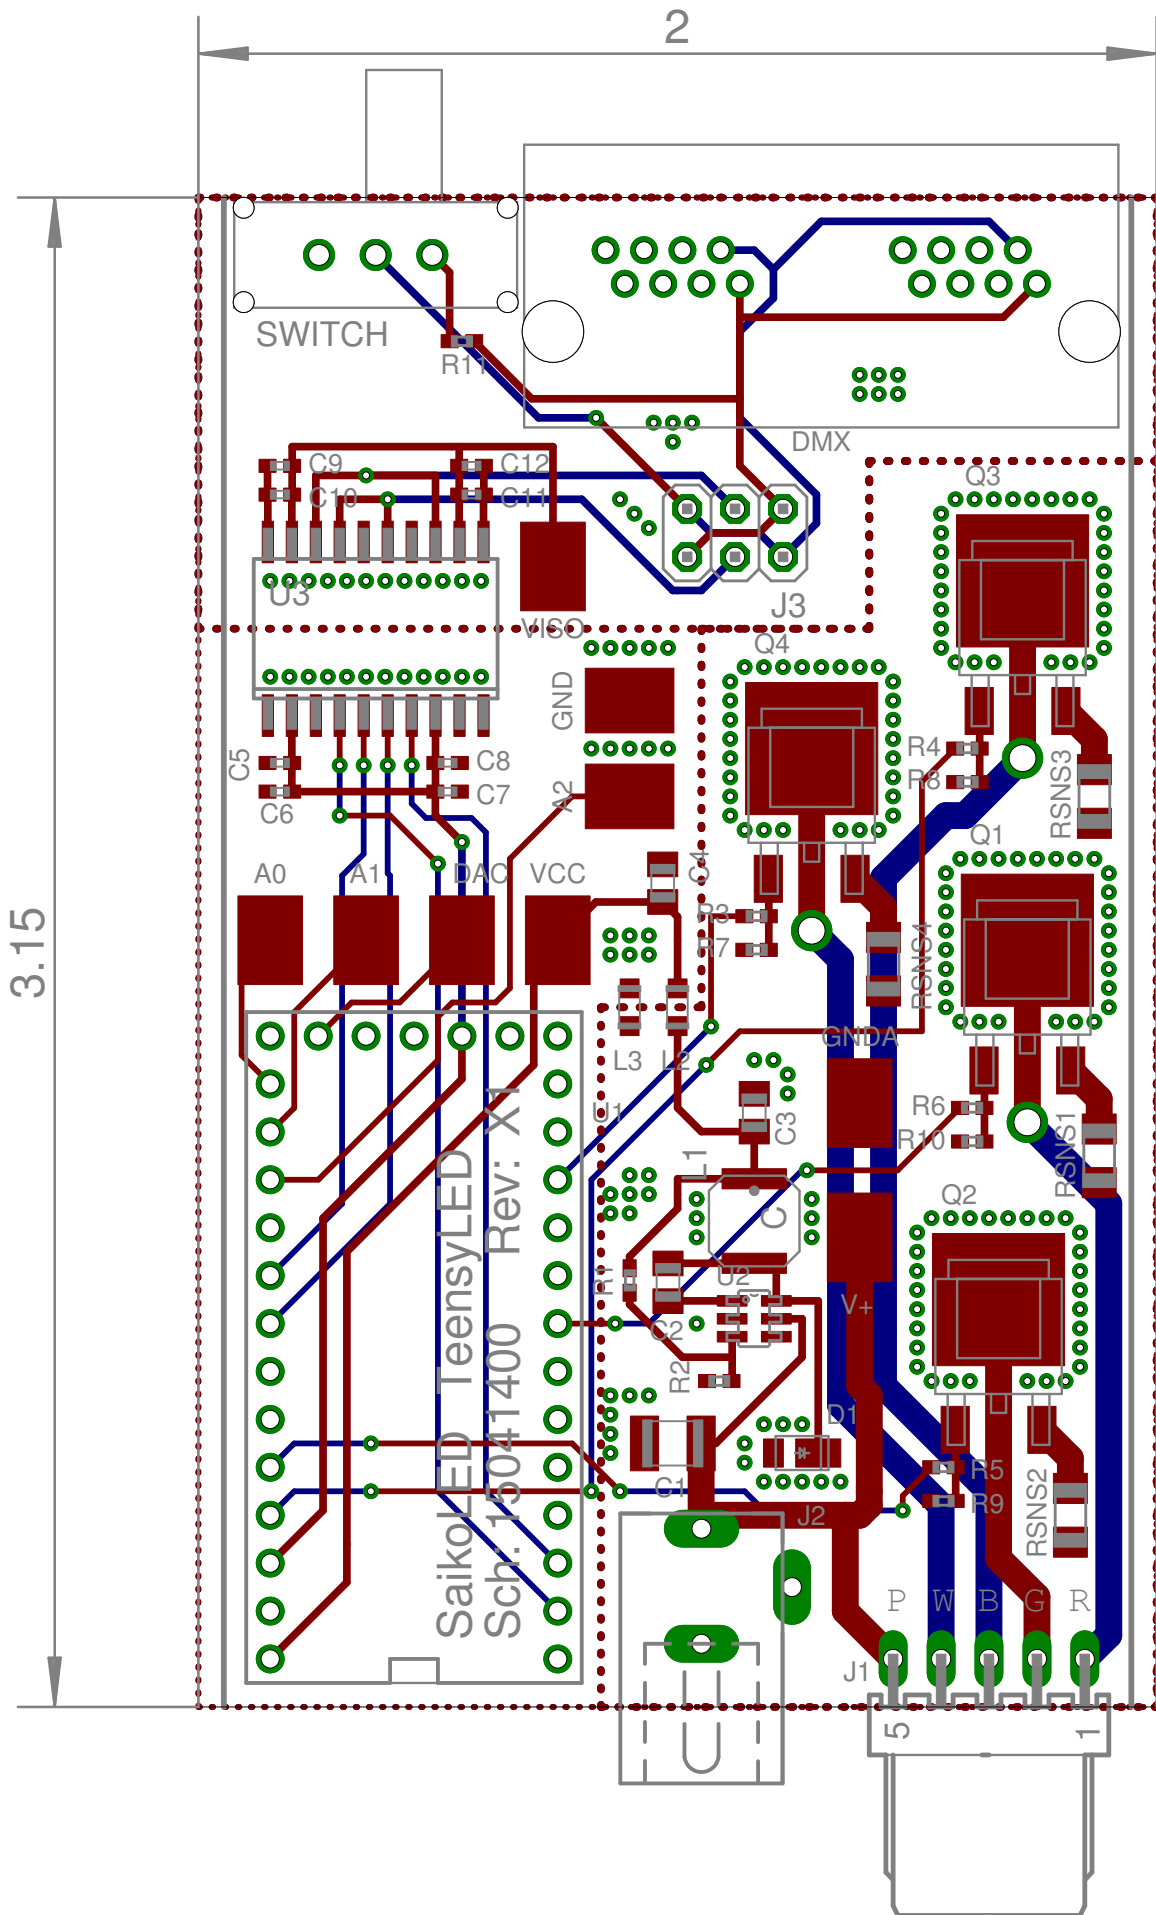 2
3.15
SWITCH
R11
DMX
C9
C10
C12
C11
Q3
U3
J3
VISO
Q4
GND
C5
C8
R4
C6
C7
A2
R8
RSNS3
Q1
A0
A1
DAC
VCC
C4
R3
R7
RSNS4
GNDA
L3
L2
U1
C3
R6
R10
RSNS1
L1
C
Q2
R1
U2
V+
C2
R2
D1
SaikoLED TeensyLED
Sch: 15041400 Rev: X1
C1
J2
R5
R9
RSNS2
P W B G R
J1
5
1